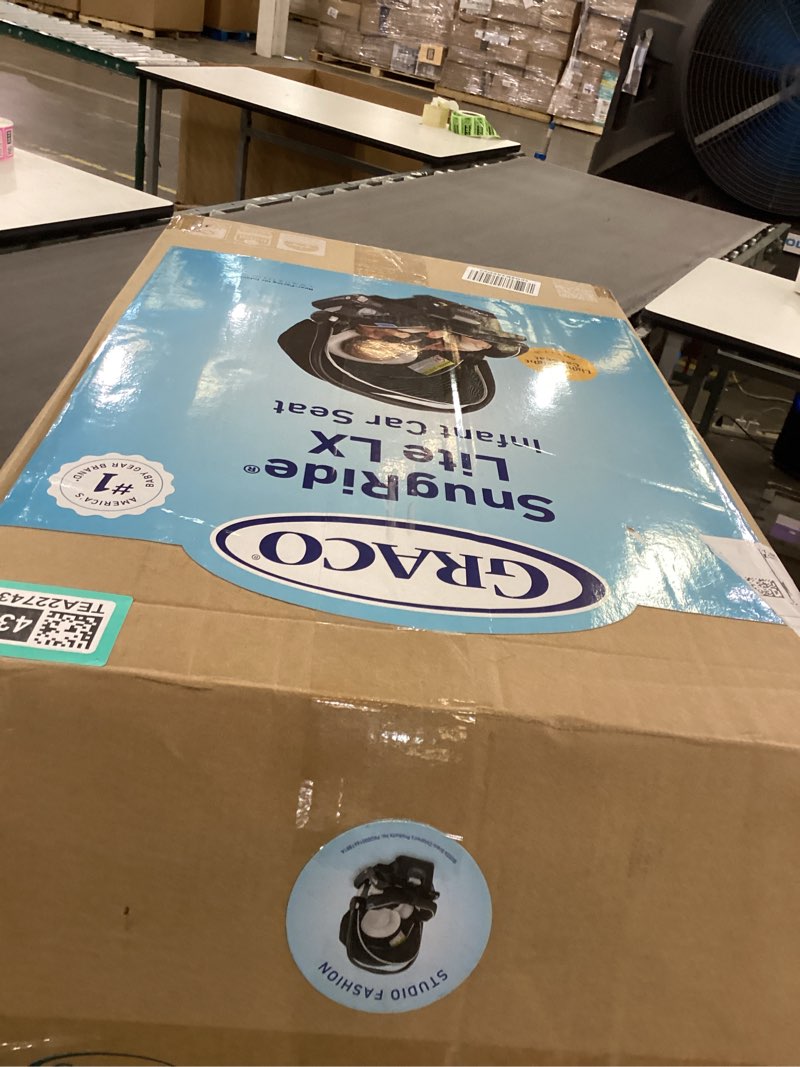 GRACO®
SnugRide®
Lite LX
Infant Car Seat
AMERICA'S
#1
BABY GEAR BRAND
TEA22743
43
STUDIO FASHION